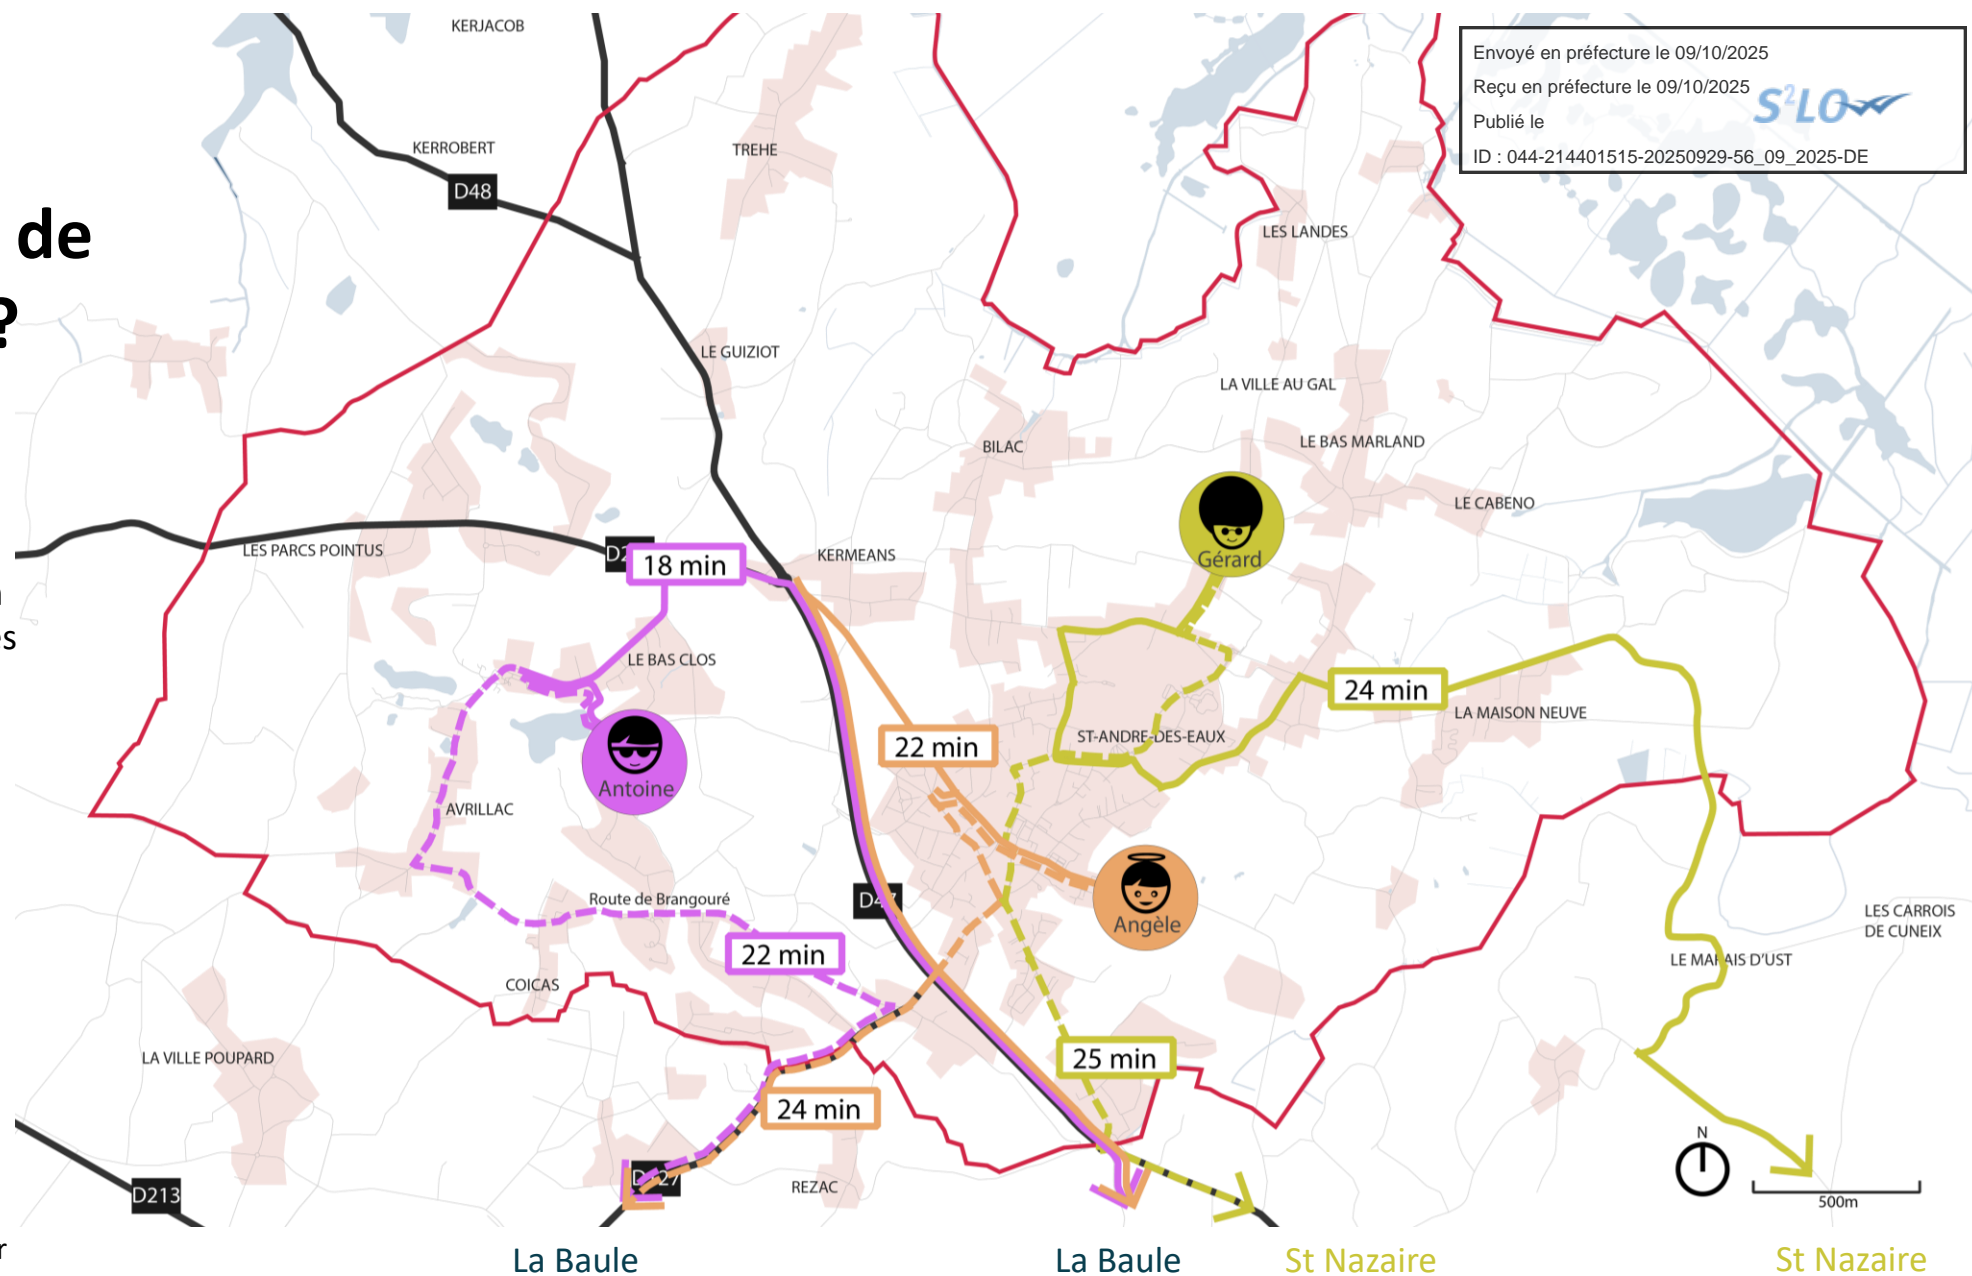 KERJACOB
Envoyé en préfecture le 09/10/2025
Reçu en préfecture le 09/10/2025
S²LO
Publié le
ID : 044-214401515-20250929-56_09_2025-DE
KERROBERT
TREHE
D48
de
?
LES LANDES
LE GUIZIOT
LA VILLE AU GAL
BILAC
LE BAS MARLAND
LE CABENO
LES PARCS POINTUS
18 min
KERMEANS
Gérard
LE BAS CLOS
24 min
LA MAISON NEUVE
ST-ANDRE-DES-EAUX
22 min
Antoine
AVRILLAC
Route de Brangouré
Angèle
LES CARROIS
DE CUNEIX
22 min
LE MARAIS D'UST
COICAS
LA VILLE POUPARD
25 min
24 min
N
REZAC
D213
500m
La Baule
La Baule
St Nazaire
St Nazaire